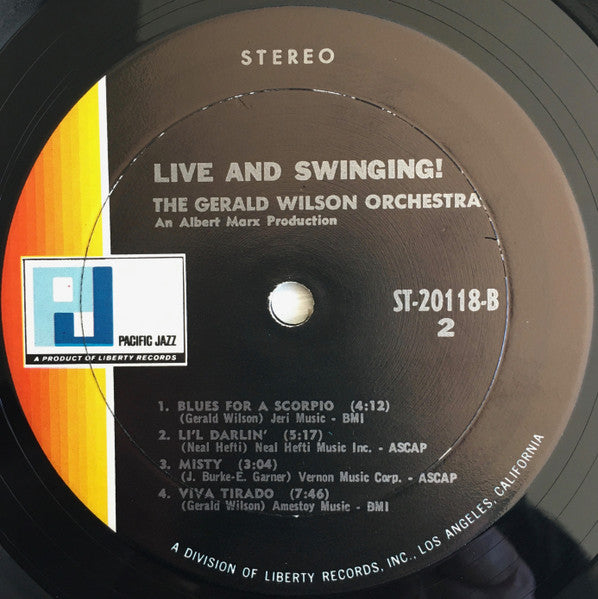 STEREO
LIVE AND SWINGING!
THE GERALD WILSON ORCHESTRA
An Albert Marx Production
PJ
PACIFIC JAZZ
A PRODUCT OF LIBERTY RECORDS
ST-20118-B
2
1. BLUES FOR A SCORPIO (4:12)
(Gerald Wilson) Jeri Music - BMI
2. LI'L DARLIN' (5:17)
(Neal Hefti) Neal Hefti Music Inc. - ASCAP
3. MISTY (3:04)
(J. Burke-E. Garner) Vernon Music Corp. - ASCAP
4. VIVA TIRADO (7:46)
(Gerald Wilson) Amestoy Music - BMI
A DIVISION OF LIBERTY RECORDS, INC., LOS ANGELES, CALIFORNIA